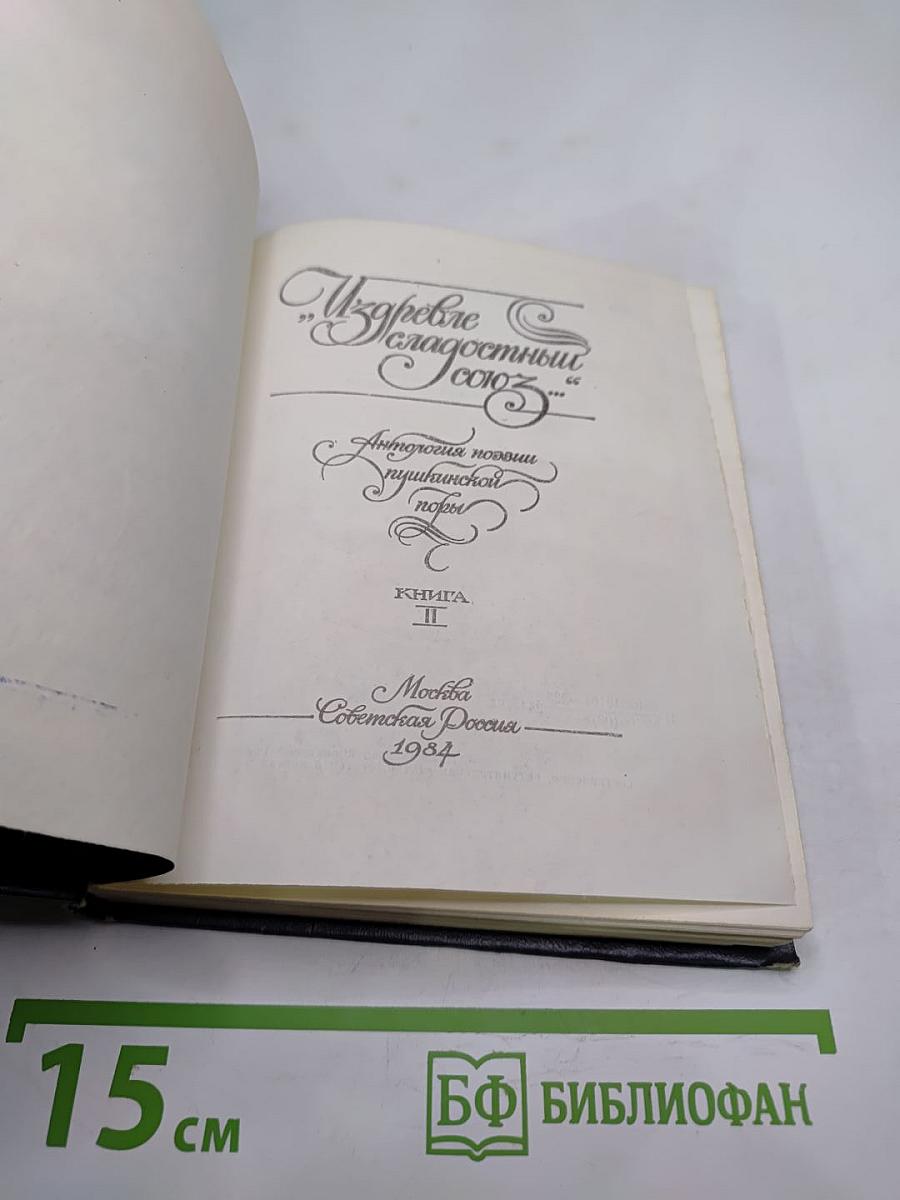 „Издревле
сладостный
союз...“
Антология поэзии
пушкинской
поры
КНИГА
II
Москва
Советская Россия
1984
15 см
БФ БИБЛИОФАН